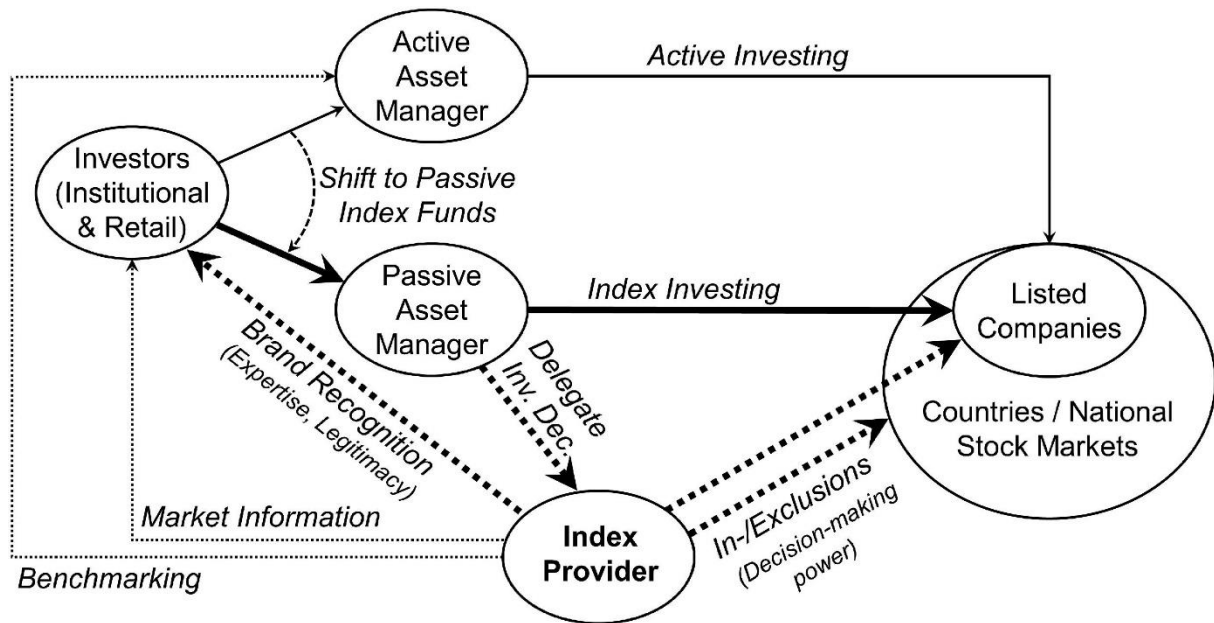 Active
Asset
Manager
Active Investing
Investors
(Institutional
& Retail)
Shift to Passive
Index Funds
Passive
Asset
Manager
Index Investing
Listed
Companies
Countries / National
Stock Markets
Brand Recognition
(Expertise, Legitimacy)
Delegate
Inv. Dec.
In-/Exclusions
(Decision-making
power)
Market Information
Index
Provider
Benchmarking